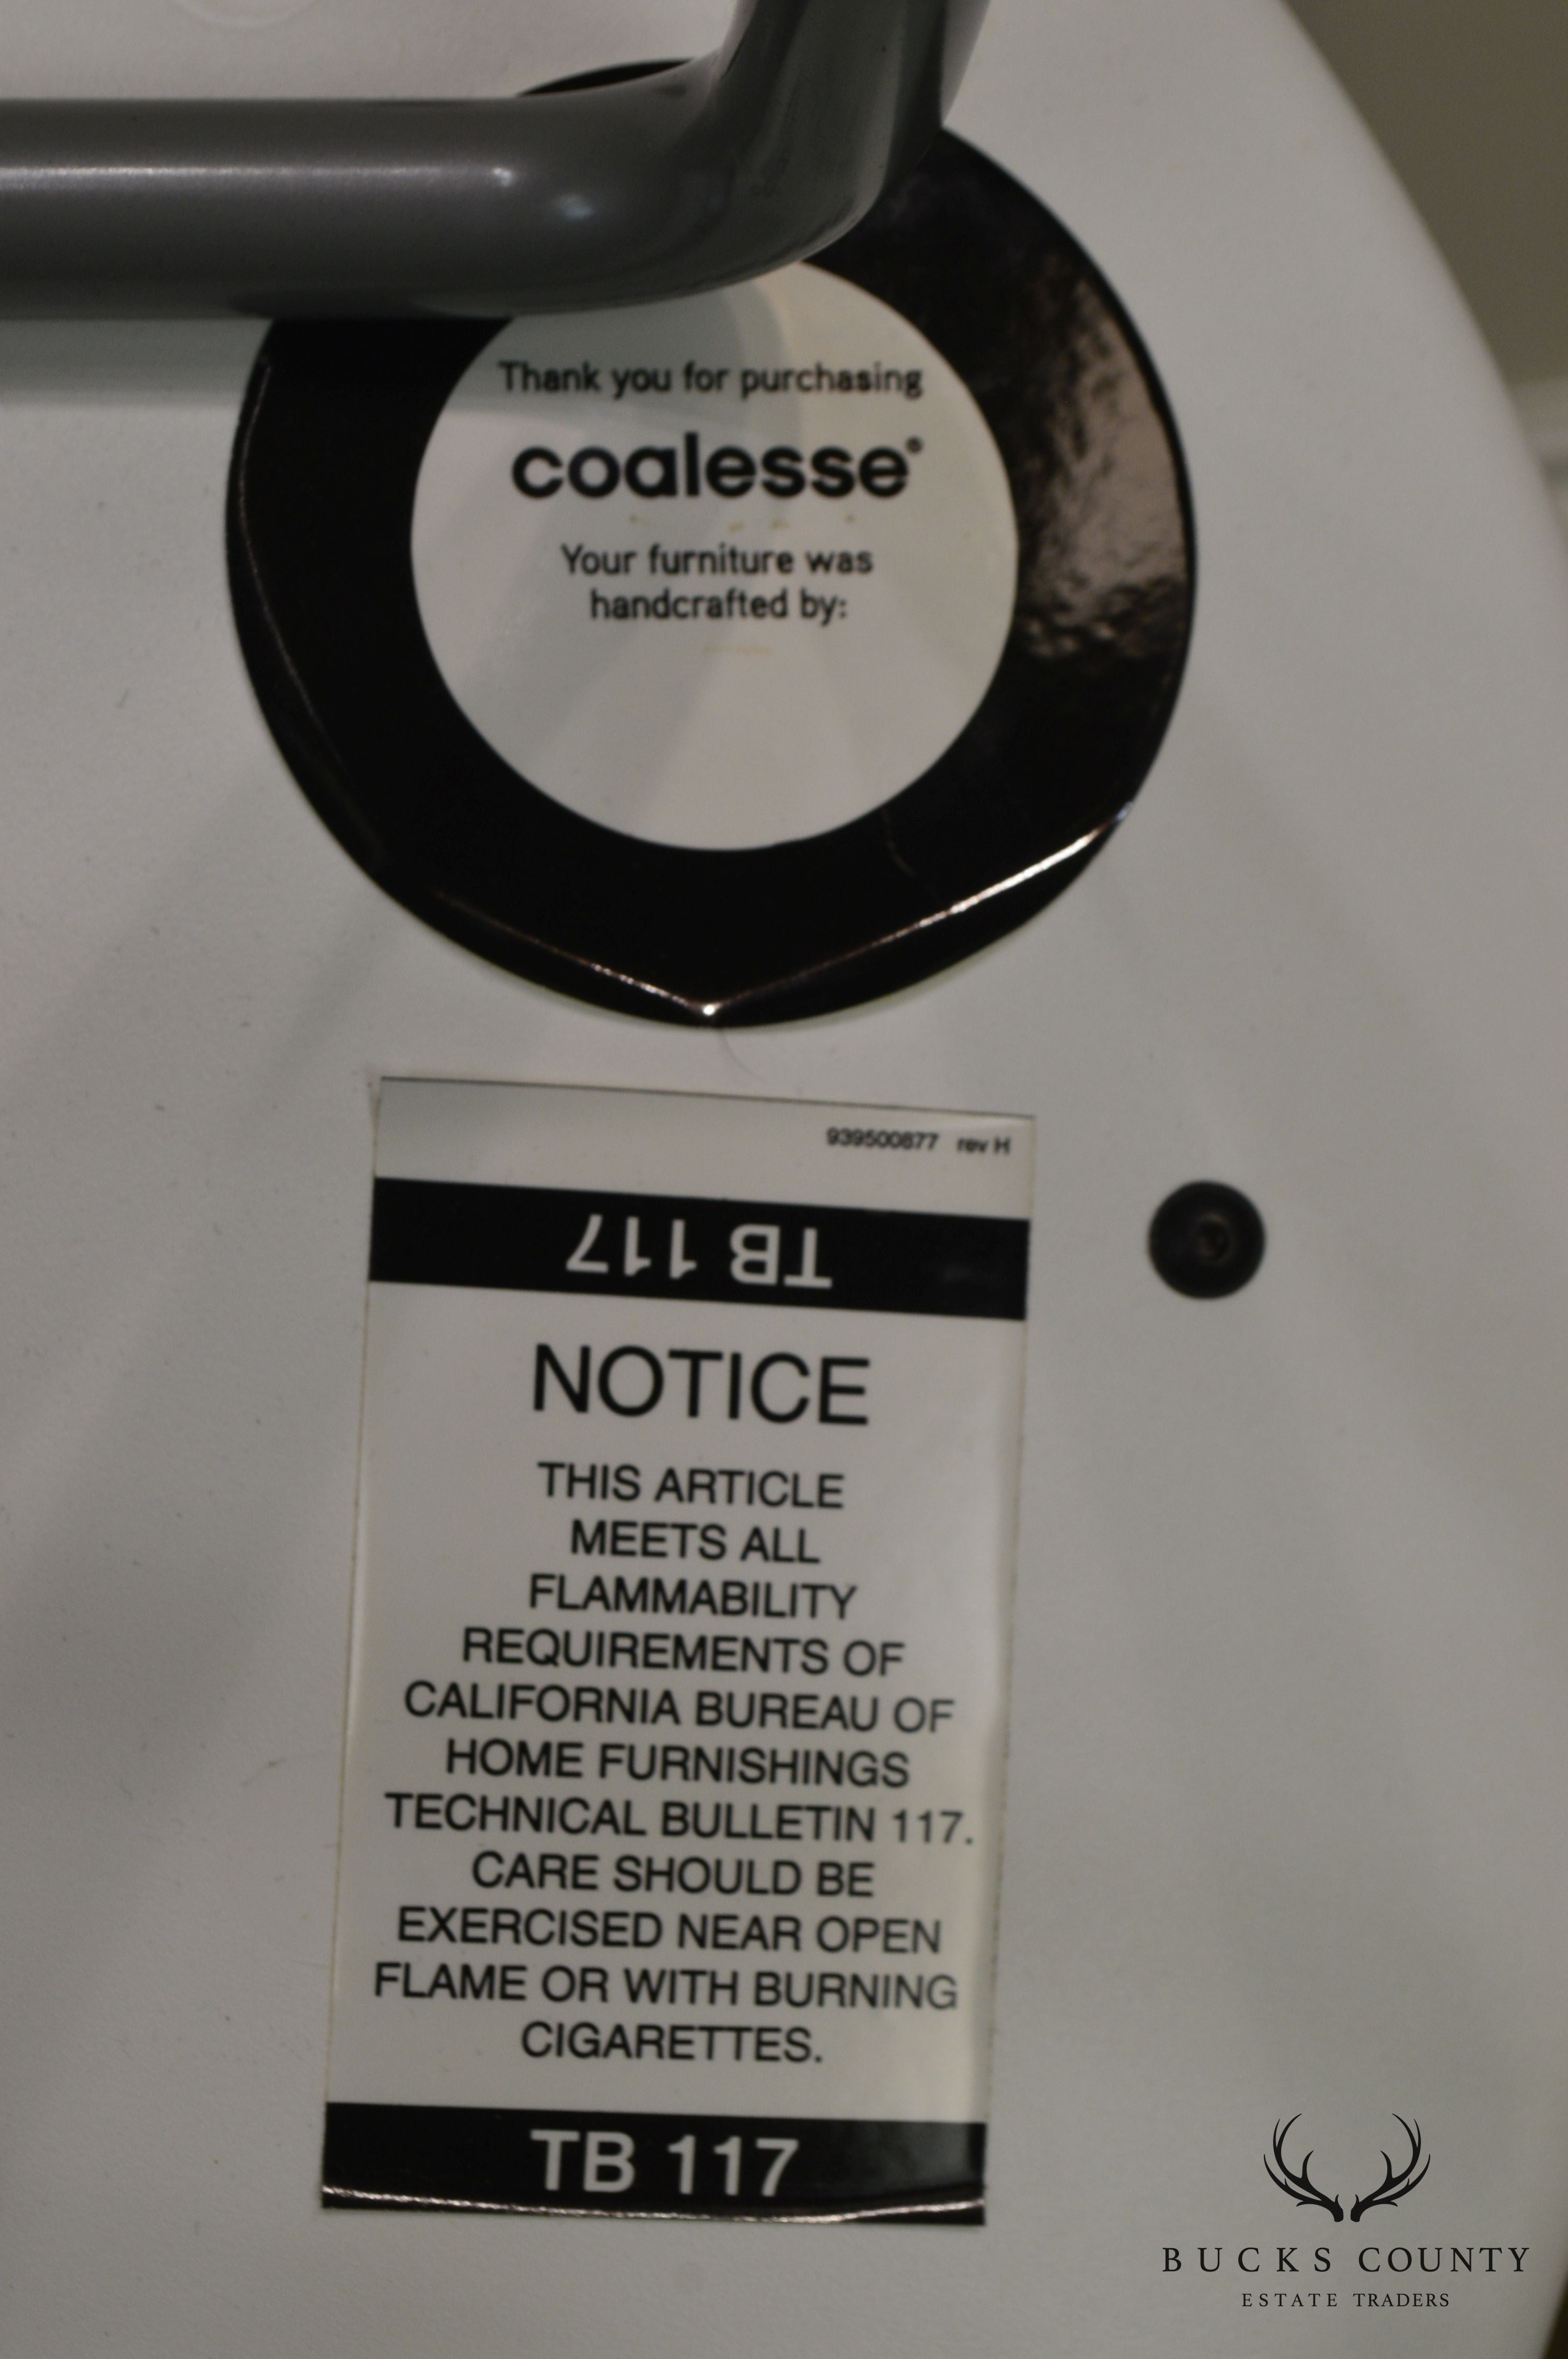 Thank you for purchasing
coalesse®
Your furniture was
handcrafted by:
939500877 rev H
TB 117
NOTICE
THIS ARTICLE
MEETS ALL
FLAMMABILITY
REQUIREMENTS OF
CALIFORNIA BUREAU OF
HOME FURNISHINGS
TECHNICAL BULLETIN 117.
CARE SHOULD BE
EXERCISED NEAR OPEN
FLAME OR WITH BURNING
CIGARETTES.
TB 117
BUCKS COUNTY
ESTATE TRADERS